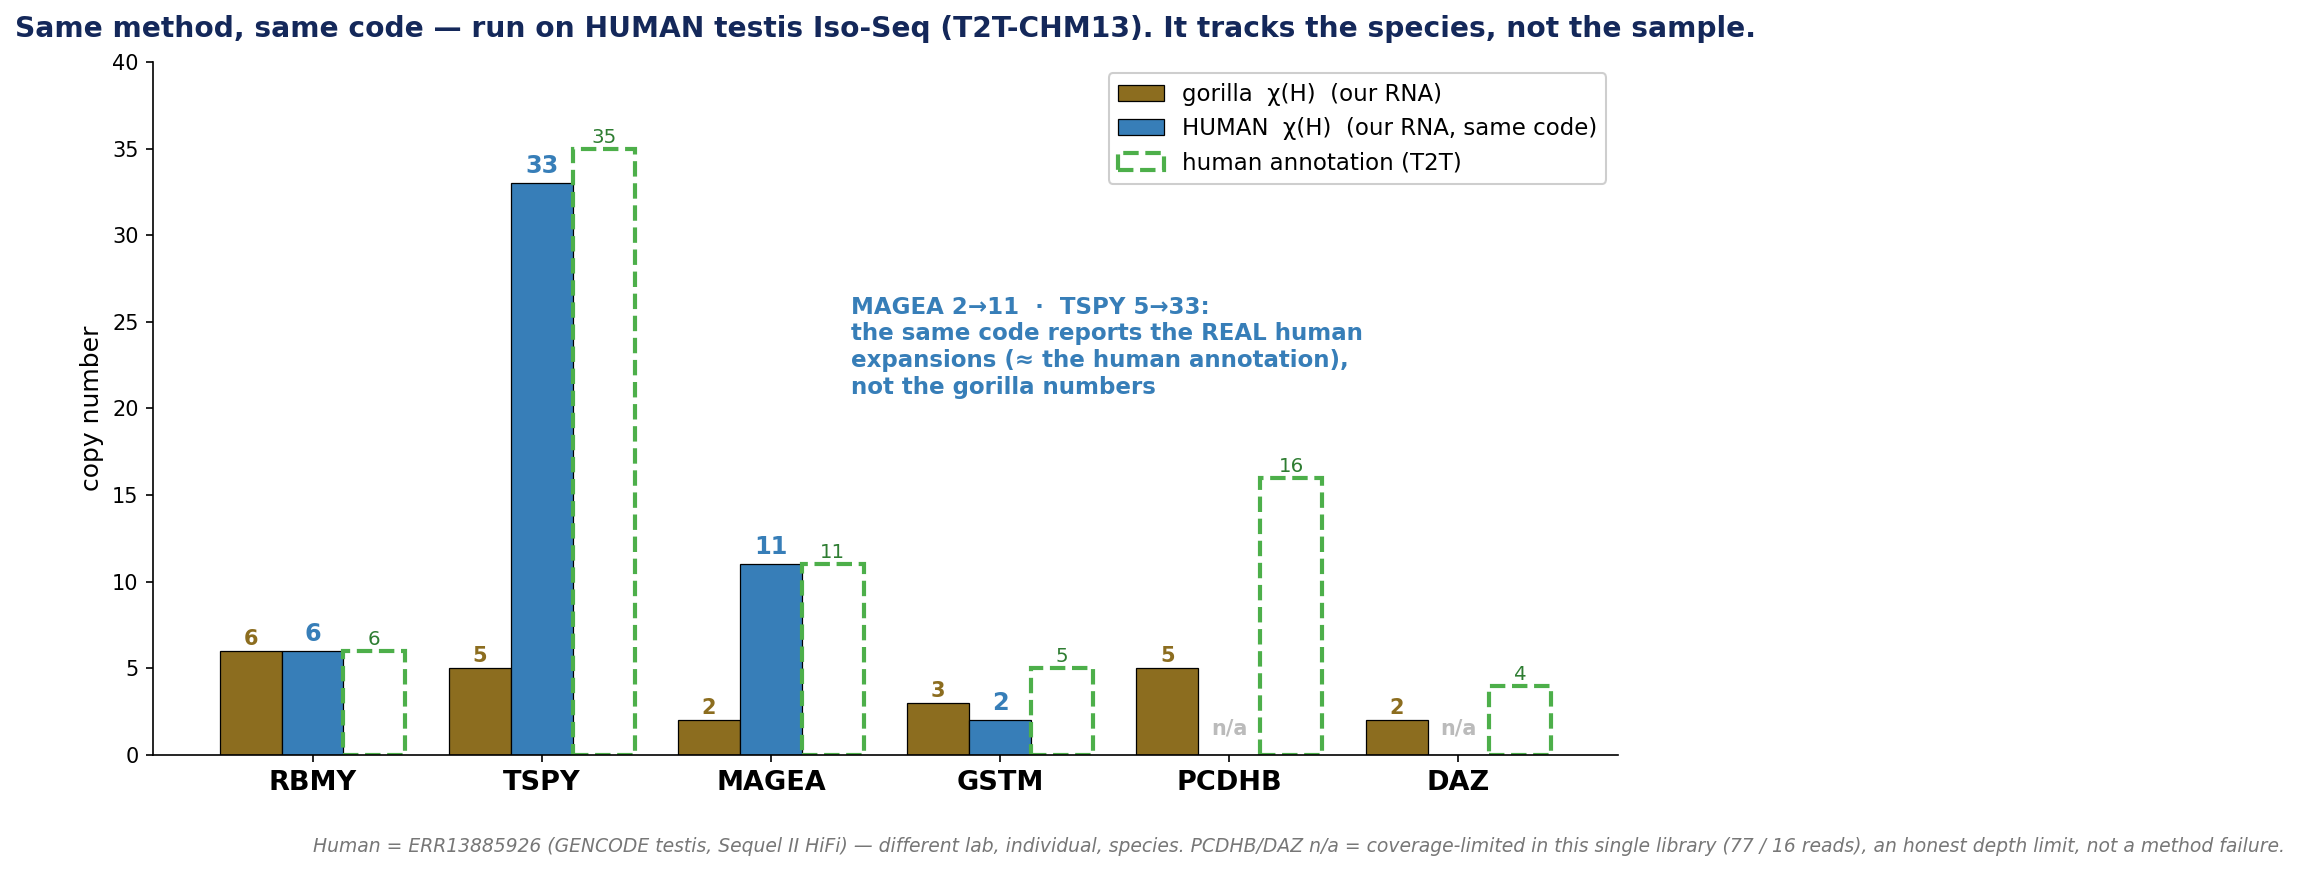 Same method, same code — run on HUMAN testis Iso-Seq (T2T-CHM13). It tracks the species, not the sample.
copy number
40
35
30
25
20
15
10
5
0
gorilla χ(H) (our RNA)
HUMAN χ(H) (our RNA, same code)
human annotation (T2T)
MAGEA 2→11 · TSPY 5→33:
the same code reports the REAL human
expansions (≈ the human annotation),
not the gorilla numbers
6 6 6
5 33 35
2 11 11
3 2 5
5 n/a 16
2 n/a 4
RBMY TSPY MAGEA GSTM PCDHB DAZ
Human = ERR13885926 (GENCODE testis, Sequel II HiFi) — different lab, individual, species. PCDHB/DAZ n/a = coverage-limited in this single library (77 / 16 reads), an honest depth limit, not a method failure.